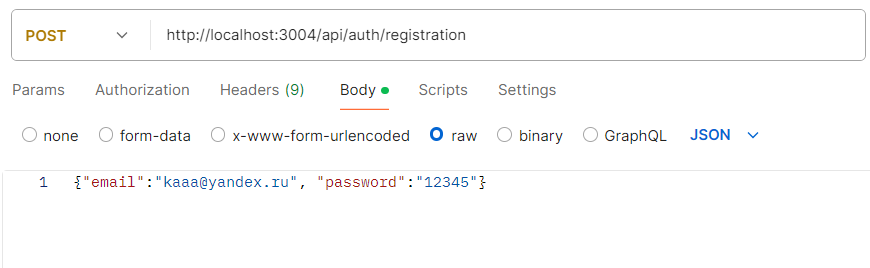 POST http://localhost:3004/api/auth/registration
Params Authorization Headers (9) Body Scripts Settings
none form-data x-www-form-urlencoded raw binary GraphQL JSON
1 {"email":"kaaa@yandex.ru", "password":"12345"}